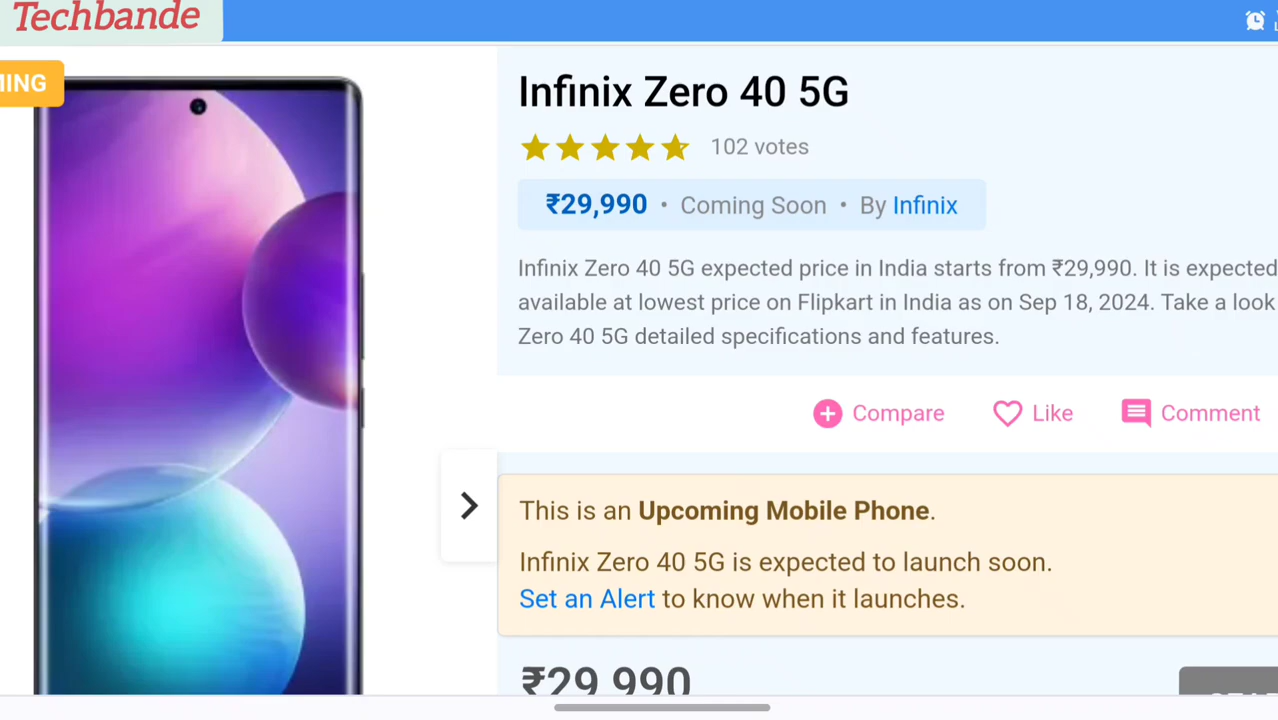 Techbande
MING
Infinix Zero 40 5G
102 votes
₹29,990 • Coming Soon • By Infinix
Infinix Zero 40 5G expected price in India starts from ₹29,990. It is expected
available at lowest price on Flipkart in India as on Sep 18, 2024. Take a look
Zero 40 5G detailed specifications and features.
Compare Like Comment
This is an Upcoming Mobile Phone.
Infinix Zero 40 5G is expected to launch soon.
Set an Alert to know when it launches.
₹29,990